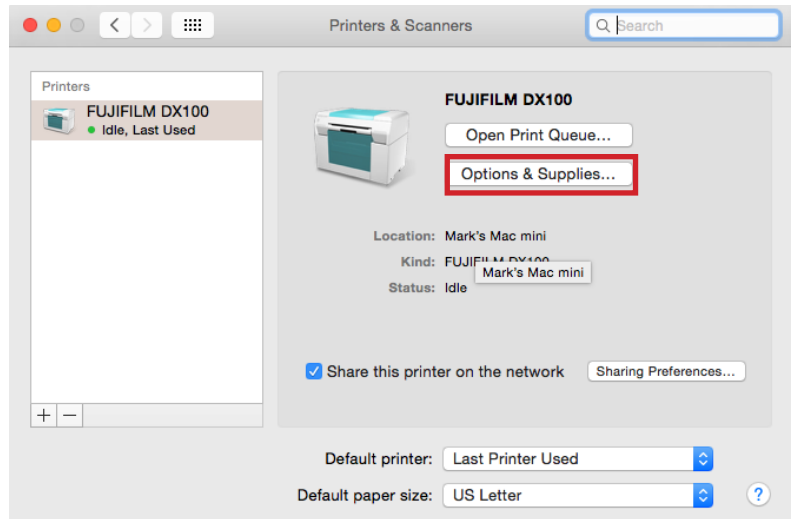 Printers & Scanners
Search
Printers
FUJIFILM DX100
Idle, Last Used
FUJIFILM DX100
Open Print Queue...
Options & Supplies...
Location: Mark's Mac mini
Kind: FUJIFILM DX100
Mark's Mac mini
Status: Idle
Share this printer on the network
Sharing Preferences...
+ −
Default printer: Last Printer Used
Default paper size: US Letter
?